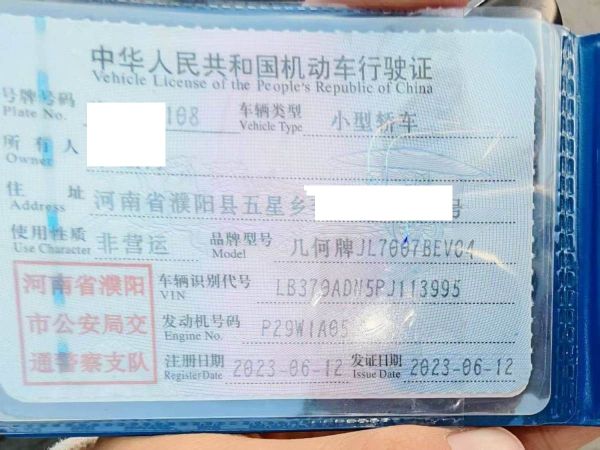 中华人民共和国机动车行驶证
Vehicle License of the People's Republic of China
号牌号码 108 车辆类型 小型轿车
Plate No. Vehicle Type
所有人
Owner
住址 河南省濮阳县五星乡 号
Address
使用性质 非营运 品牌型号 几何牌JL7007BEV04
Use Character Model
河南省濮阳
市公安局交
通警察支队
车辆识别代号 LB379ADN5PJ113995
VIN
发动机号码 P29W1A05
Engine No.
注册日期 2023-06-12 发证日期 2023-06-12
Register Date Issue Date